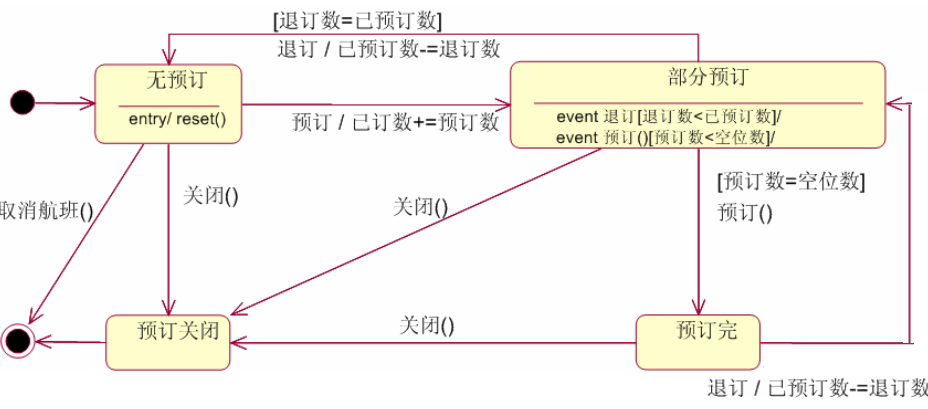 [退订数=已预订数]
退订 / 已预订数-=退订数
无预订
entry/ reset()
预订 / 已订数+=预订数
部分预订
event 退订[退订数<已预订数]/
event 预订()[预订数<空位数]/
取消航班()
关闭()
关闭()
[预订数=空位数]
预订()
预订关闭
关闭()
预订完
退订 / 已预订数-=退订数